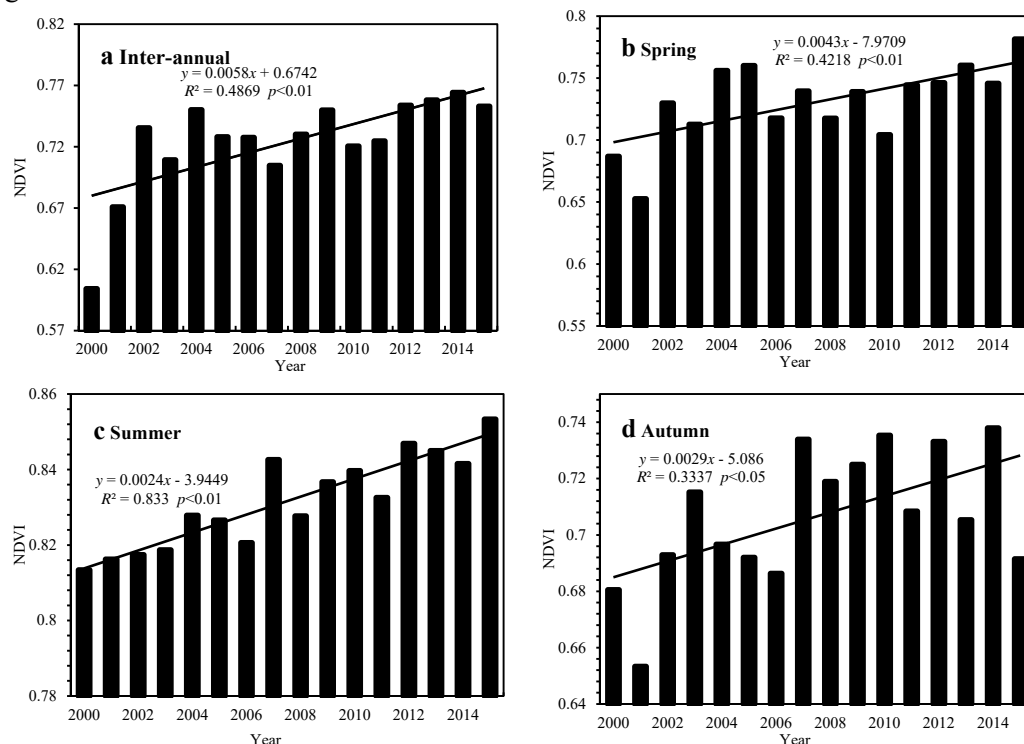 a Inter-annual
y = 0.0058x + 0.6742
R² = 0.4869 p<0.01
0.82
0.77
0.72
0.67
0.62
0.57
NDVI
2000 2002 2004 2006 2008 2010 2012 2014
Year
b Spring
y = 0.0043x - 7.9709
R² = 0.4218 p<0.01
0.8
0.75
0.7
0.65
0.6
0.55
NDVI
2000 2002 2004 2006 2008 2010 2012 2014
Year
c Summer
y = 0.0024x - 3.9449
R² = 0.833 p<0.01
0.86
0.84
0.82
0.8
0.78
NDVI
2000 2002 2004 2006 2008 2010 2012 2014
Year
d Autumn
y = 0.0029x - 5.086
R² = 0.3337 p<0.05
0.74
0.72
0.7
0.68
0.66
0.64
NDVI
2000 2002 2004 2006 2008 2010 2012 2014
Year